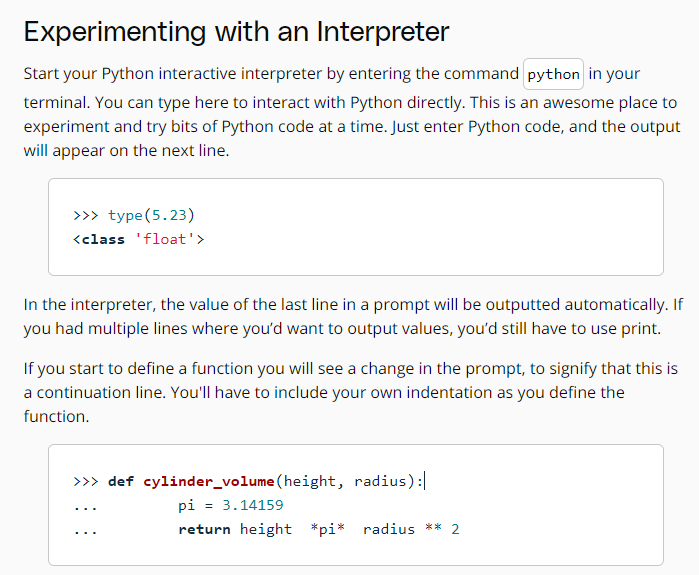 Experimenting with an Interpreter
Start your Python interactive interpreter by entering the command python in your
terminal. You can type here to interact with Python directly. This is an awesome place to
experiment and try bits of Python code at a time. Just enter Python code, and the output
will appear on the next line.
>>> type(5.23)
<class 'float'>
In the interpreter, the value of the last line in a prompt will be outputted automatically. If
you had multiple lines where you'd want to output values, you'd still have to use print.
If you start to define a function you will see a change in the prompt, to signify that this is
a continuation line. You'll have to include your own indentation as you define the
function.
>>> def cylinder_volume(height, radius):
...         pi = 3.14159
...         return height  *pi*  radius ** 2